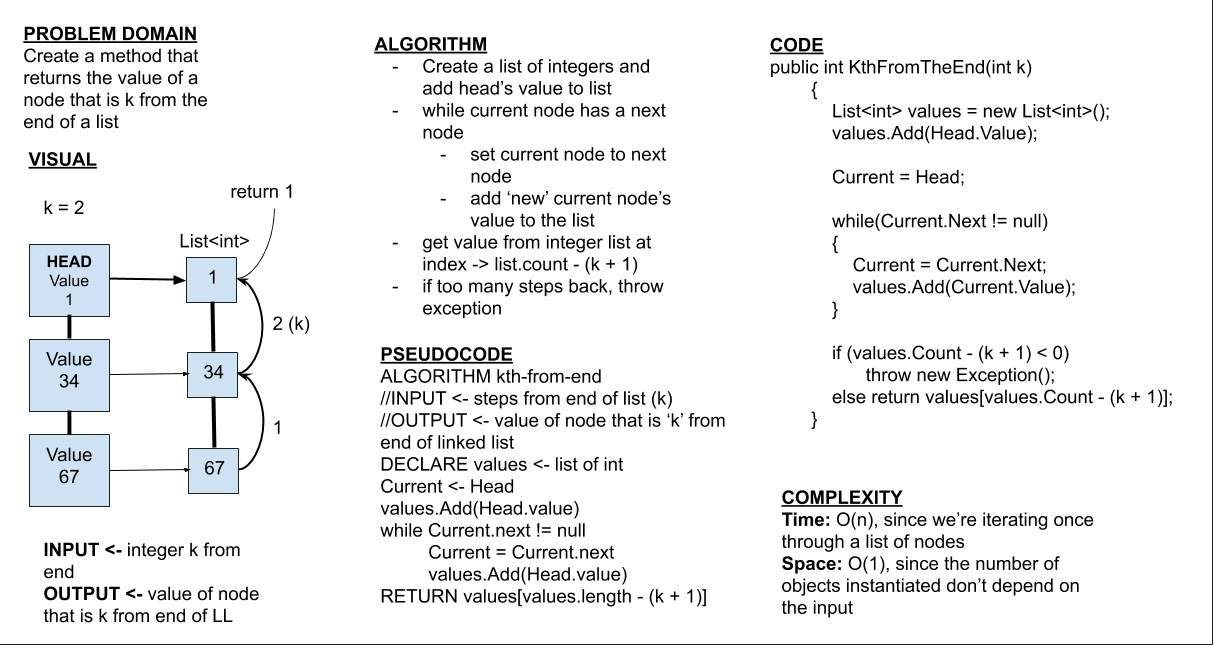 PROBLEM DOMAIN
Create a method that
returns the value of a
node that is k from the
end of a list
VISUAL
return 1
k = 2
List<int>
HEAD
Value
1
1
2 (k)
Value
34
34
1
Value
67
67
INPUT <- integer k from
end
OUTPUT <- value of node
that is k from end of LL
ALGORITHM
- Create a list of integers and
add head's value to list
- while current node has a next
node
- set current node to next
node
- add ‘new’ current node's
value to the list
- get value from integer list at
index -> list.count - (k + 1)
- if too many steps back, throw
exception
PSEUDOCODE
ALGORITHM kth-from-end
//INPUT <- steps from end of list (k)
//OUTPUT <- value of node that is ‘k’ from
end of linked list
DECLARE values <- list of int
Current <- Head
values.Add(Head.value)
while Current.next != null
Current = Current.next
values.Add(Head.value)
RETURN values[values.length - (k + 1)]
CODE
public int KthFromTheEnd(int k)
{
List<int> values = new List<int>();
values.Add(Head.Value);
Current = Head;
while(Current.Next != null)
{
Current = Current.Next;
values.Add(Current.Value);
}
if (values.Count - (k + 1) < 0)
throw new Exception();
else return values[values.Count - (k + 1)];
}
COMPLEXITY
Time: O(n), since we're iterating once
through a list of nodes
Space: O(1), since the number of
objects instantiated don't depend on
the input